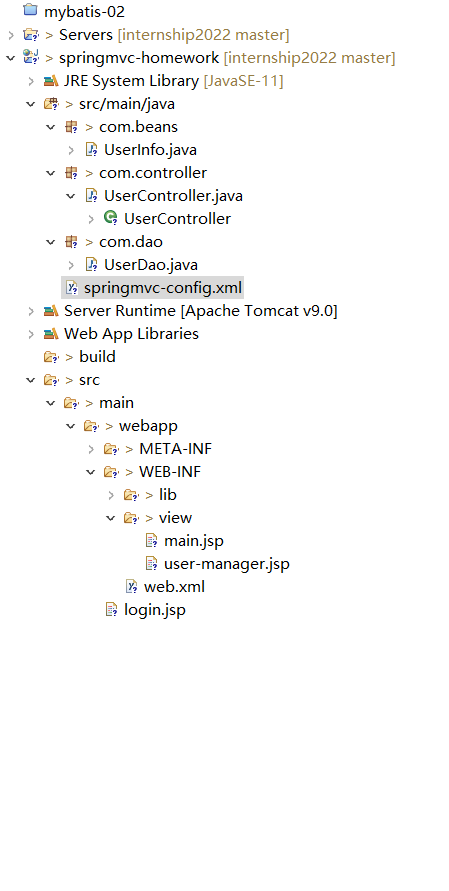 mybatis-02
> Servers [internship2022 master]
> springmvc-homework [internship2022 master]
JRE System Library [JavaSE-11]
> src/main/java
> com.beans
UserInfo.java
> com.controller
UserController.java
UserController
> com.dao
UserDao.java
springmvc-config.xml
Server Runtime [Apache Tomcat v9.0]
Web App Libraries
> build
> src
> main
> webapp
> META-INF
> WEB-INF
> lib
> view
main.jsp
user-manager.jsp
web.xml
login.jsp